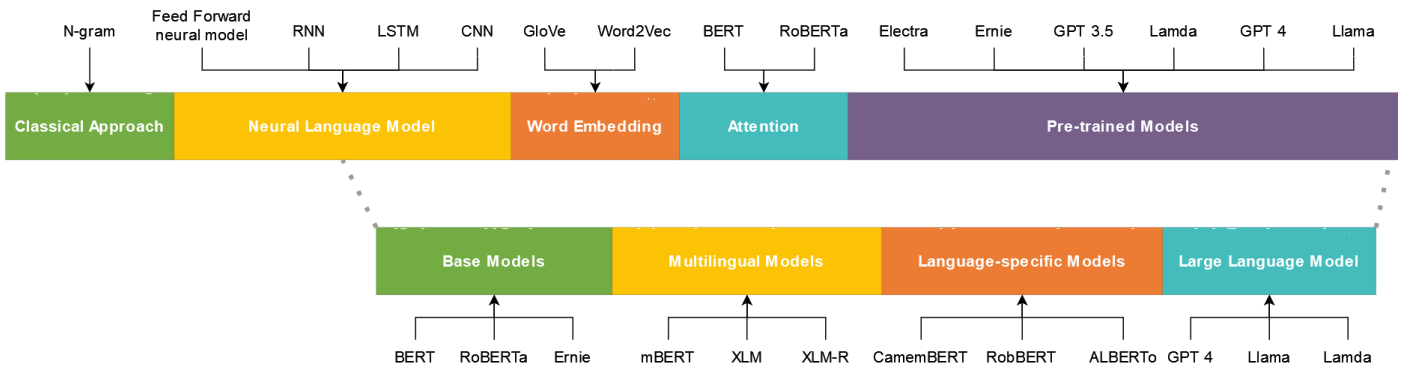 N-gram
Feed Forward
neural model
RNN
LSTM
CNN
GloVe
Word2Vec
BERT
RoBERTa
Electra
Ernie
GPT 3.5
Lamda
GPT 4
Llama
Classical Approach
Neural Language Model
Word Embedding
Attention
Pre-trained Models
Base Models
Multilingual Models
Language-specific Models
Large Language Model
BERT
RoBERTa
Ernie
mBERT
XLM
XLM-R
CamemBERT
RobBERT
ALBERTo
GPT 4
Llama
Lamda